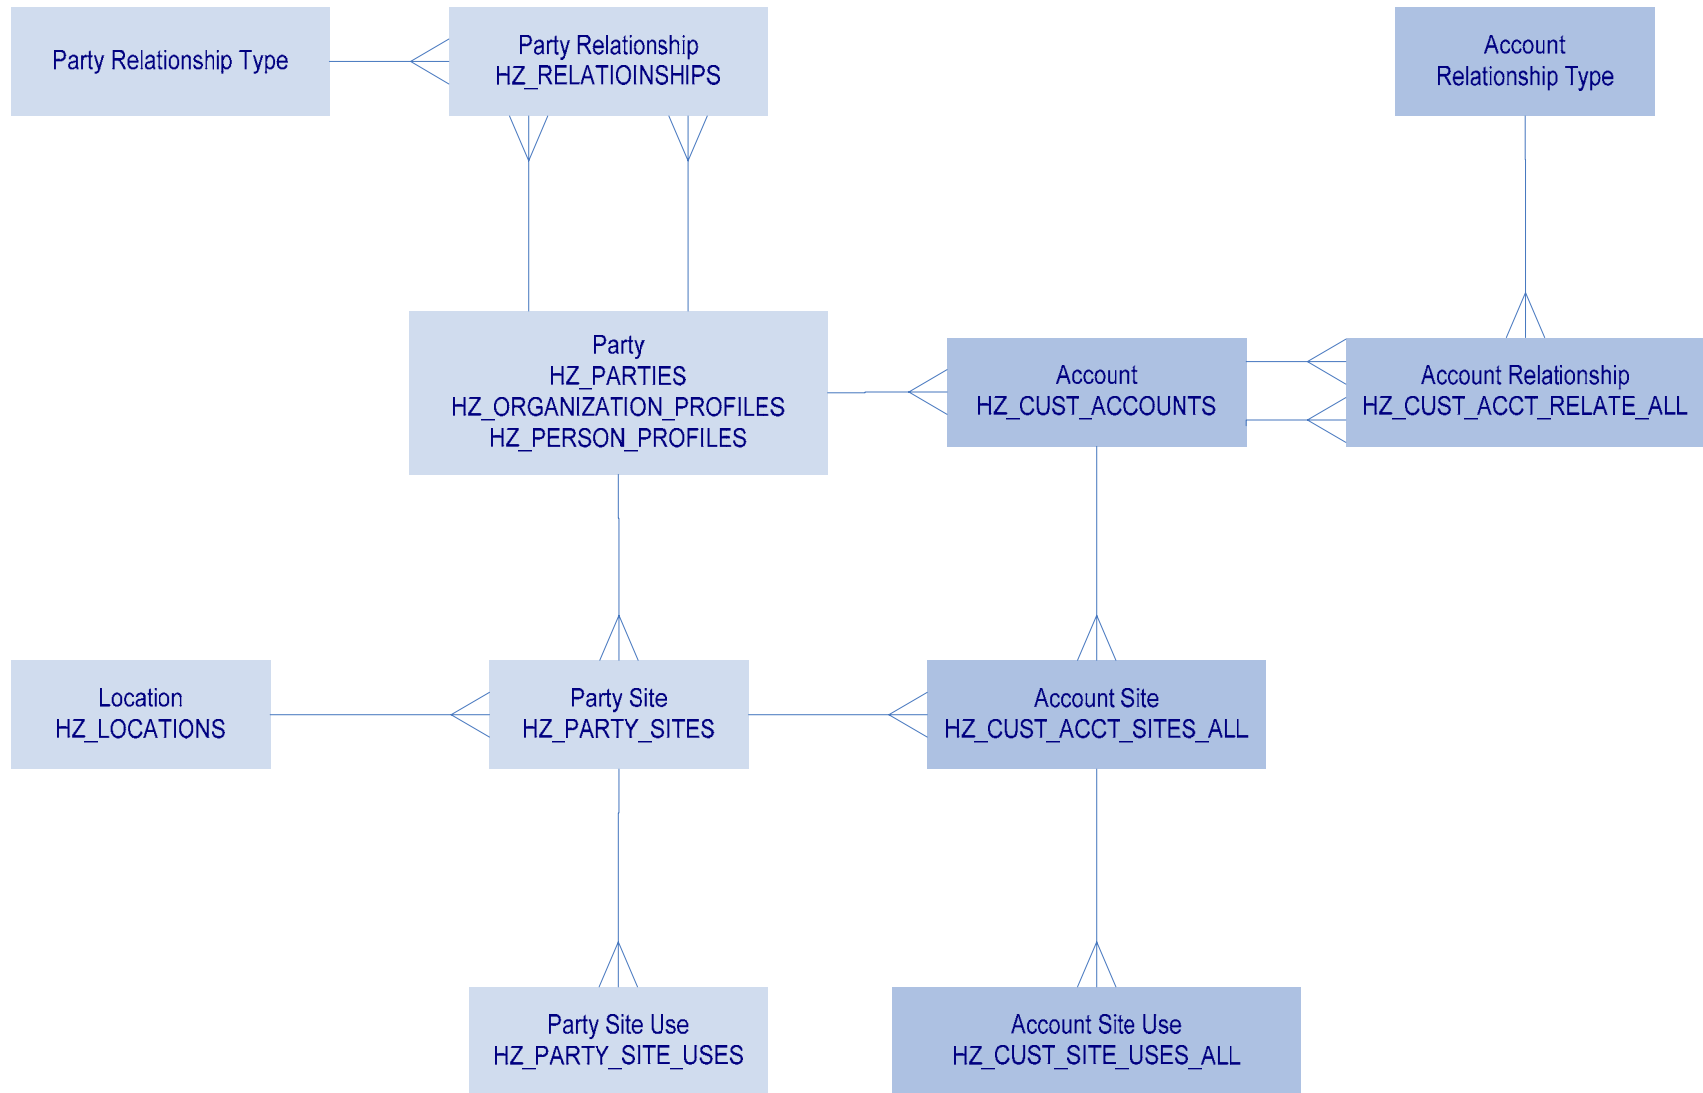 Party Relationship Type
Party Relationship
HZ_RELATIOINSHIPS
Account
Relationship Type
Party
HZ_PARTIES
HZ_ORGANIZATION_PROFILES
HZ_PERSON_PROFILES
Account
HZ_CUST_ACCOUNTS
Account Relationship
HZ_CUST_ACCT_RELATE_ALL
Location
HZ_LOCATIONS
Party Site
HZ_PARTY_SITES
Account Site
HZ_CUST_ACCT_SITES_ALL
Party Site Use
HZ_PARTY_SITE_USES
Account Site Use
HZ_CUST_SITE_USES_ALL